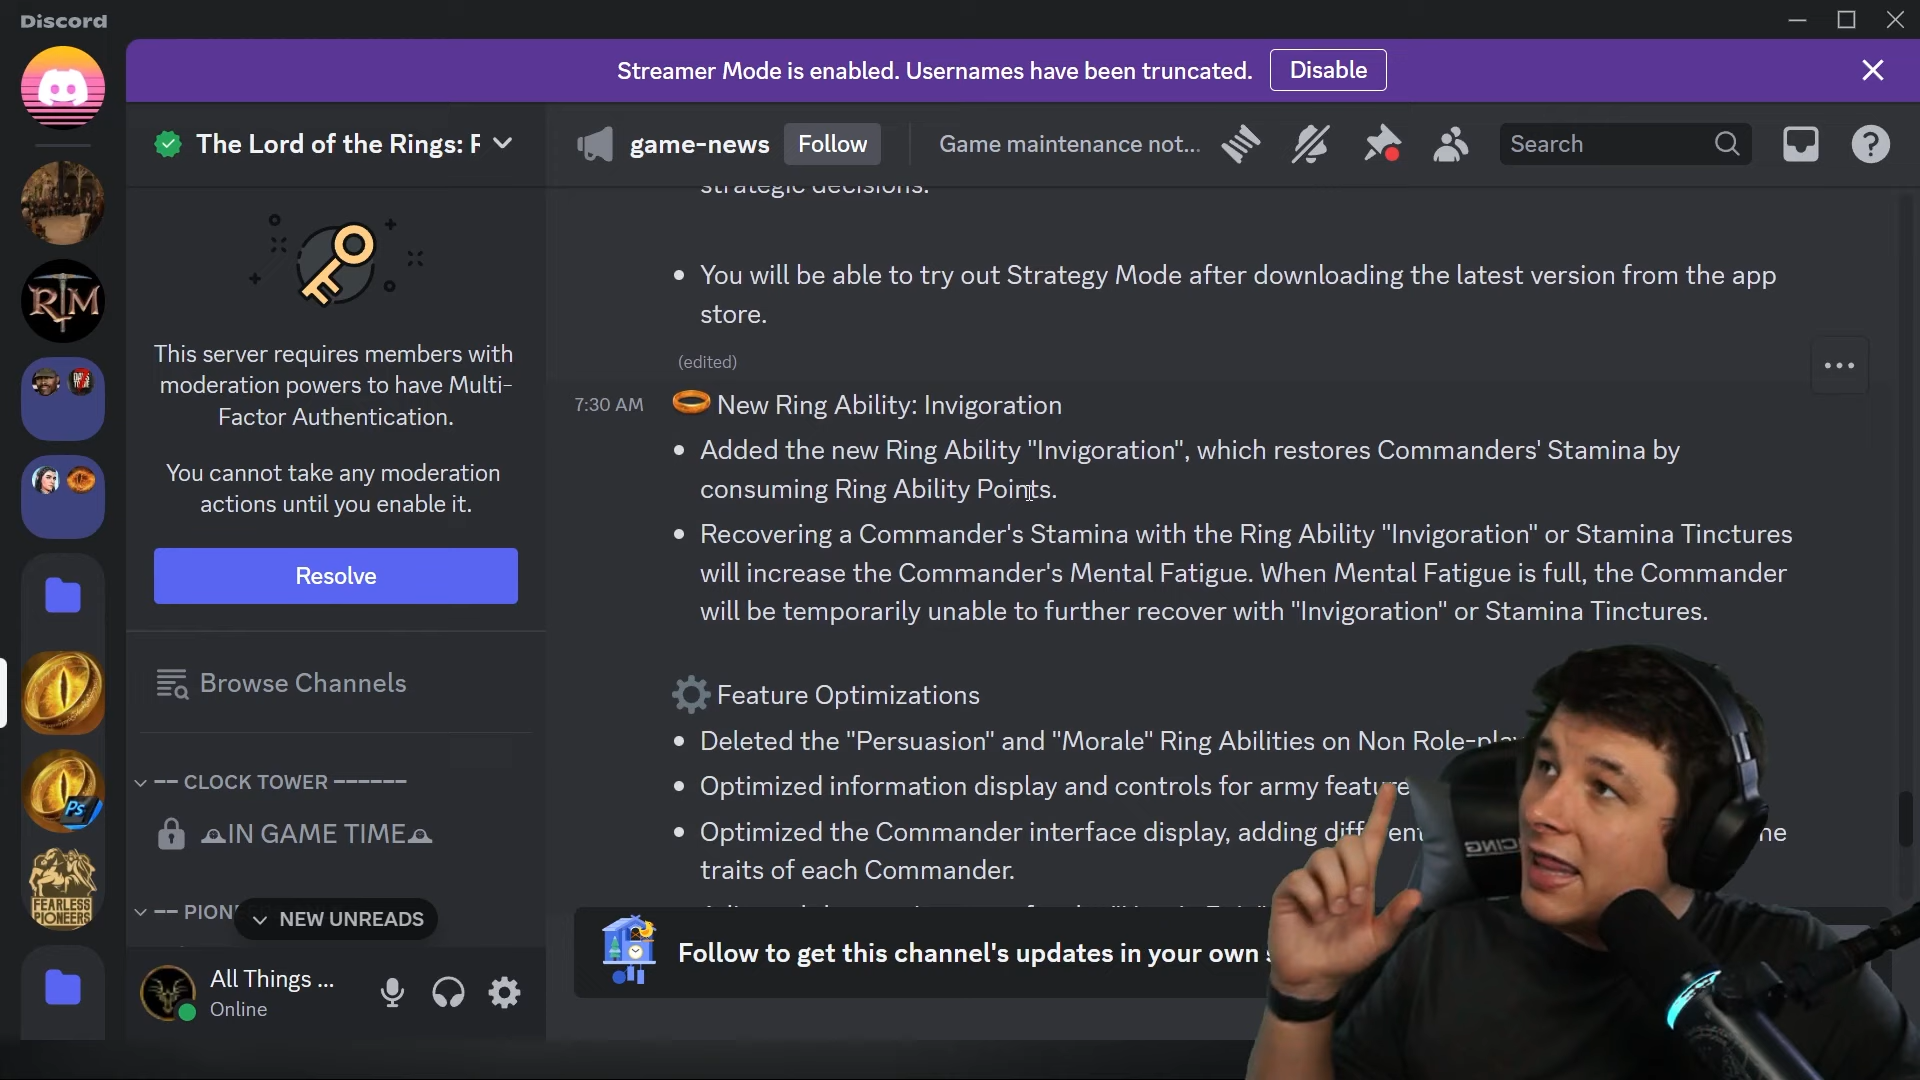 Discord
Streamer Mode is enabled. Usernames have been truncated.
Disable
The Lord of the Rings: F
game-news
Follow
Game maintenance not...
Search
strategic decisions.
You will be able to try out Strategy Mode after downloading the latest version from the app
store.
(edited)
7:30 AM
New Ring Ability: Invigoration
Added the new Ring Ability "Invigoration", which restores Commanders' Stamina by
consuming Ring Ability Points.
Recovering a Commander's Stamina with the Ring Ability "Invigoration" or Stamina Tinctures
will increase the Commander's Mental Fatigue. When Mental Fatigue is full, the Commander
will be temporarily unable to further recover with "Invigoration" or Stamina Tinctures.
Feature Optimizations
Deleted the "Persuasion" and "Morale" Ring Abilities on Non
Optimized information display and controls for army feature
Optimized the Commander interface display, adding different
traits of each Commander.
Follow to get this channel's updates in your own
This server requires members with
moderation powers to have Multi-
Factor Authentication.
You cannot take any moderation
actions until you enable it.
Resolve
Browse Channels
-- CLOCK TOWER ------
IN GAME TIME
-- PION
NEW UNREADS
All Things ...
Online
RTM
Ps
FEARLESS
PIONEERS